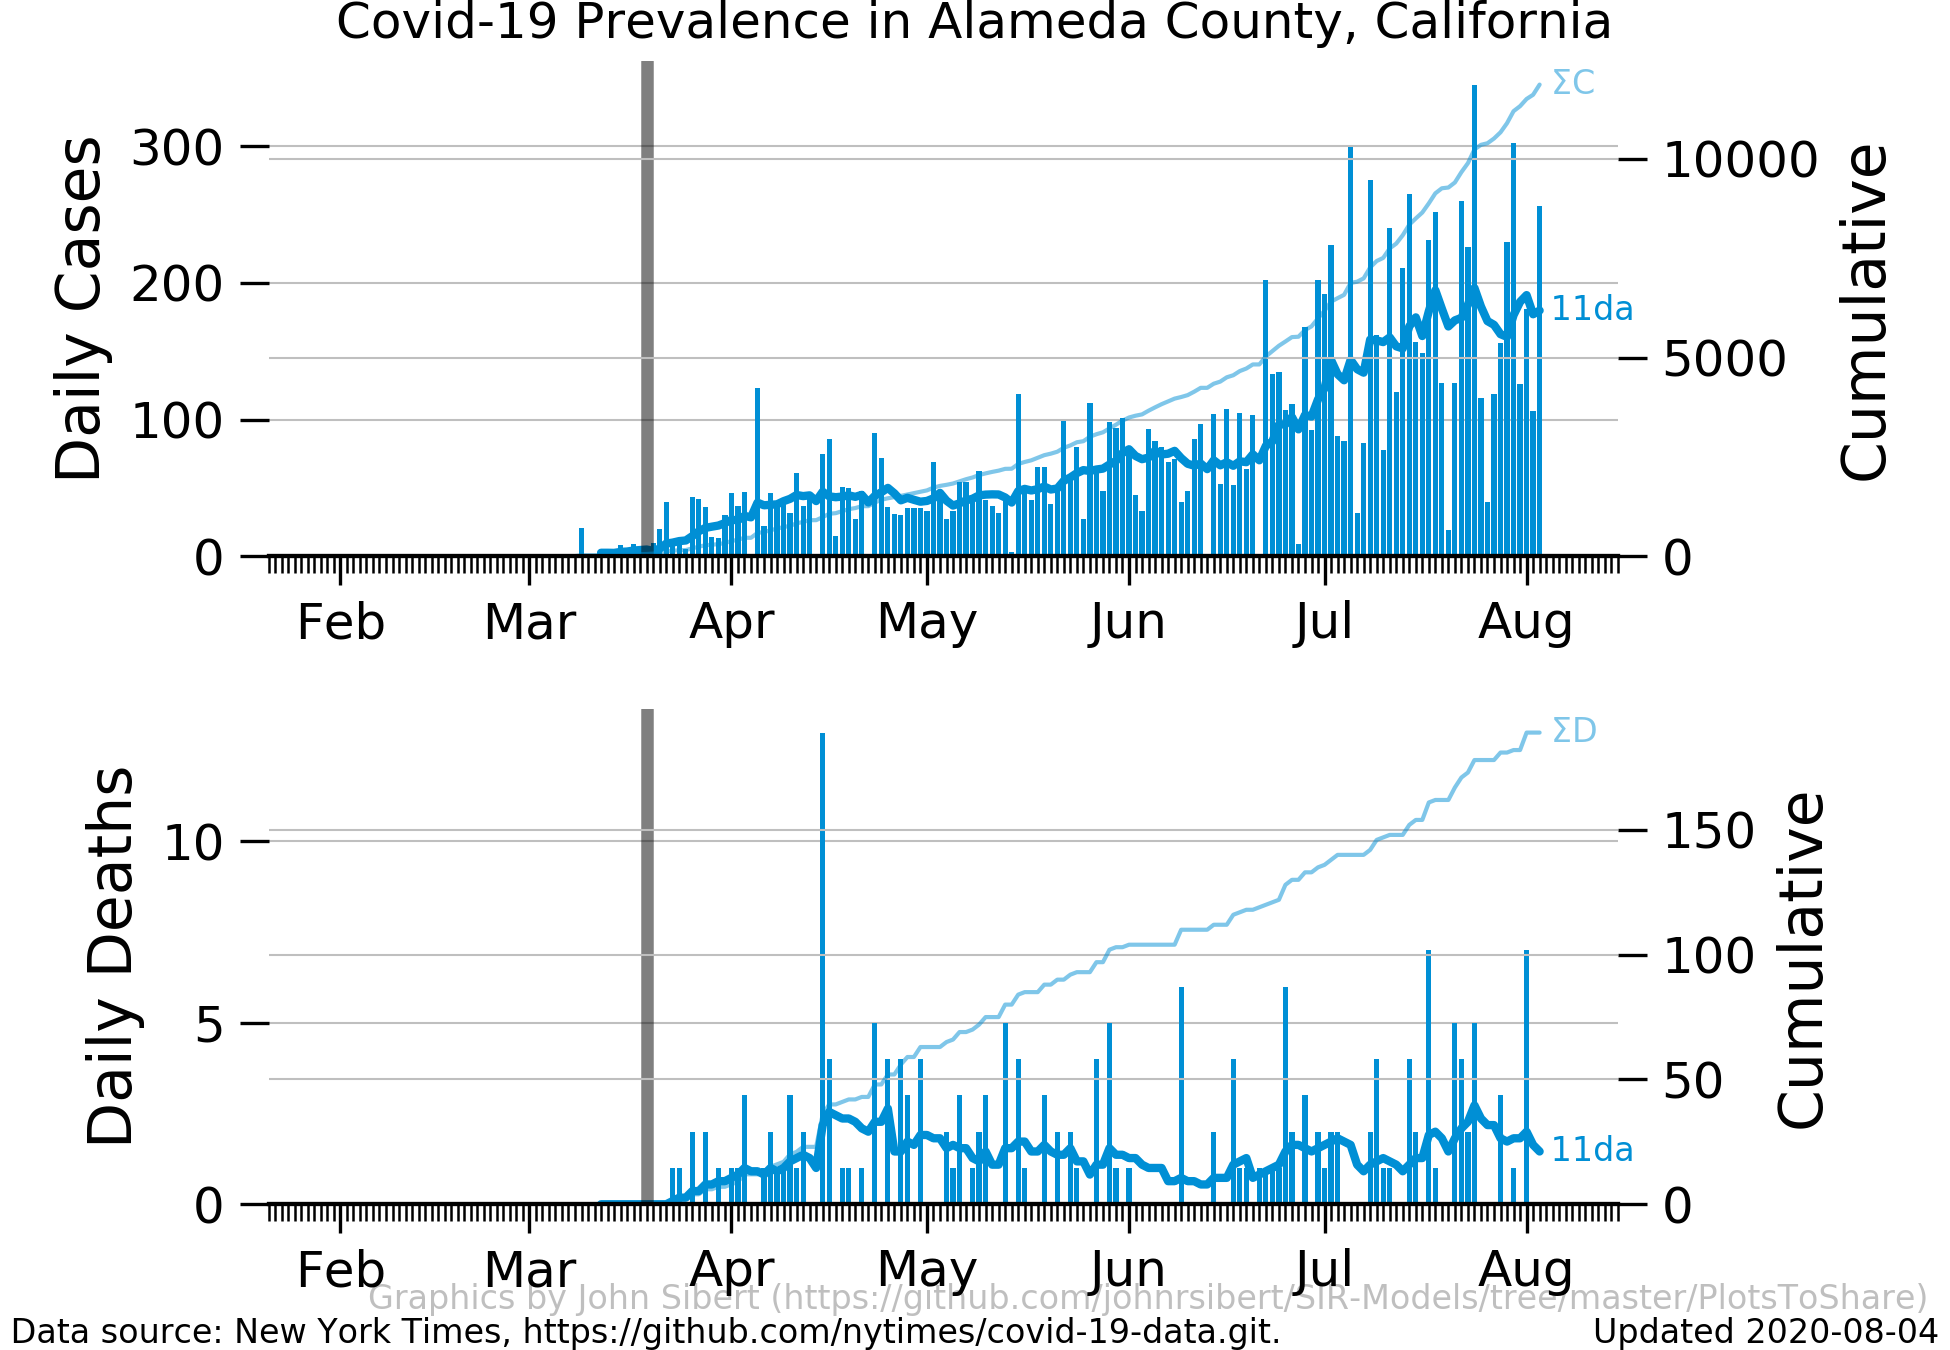 Covid-19 Prevalence in Alameda County, California
Daily Cases
300
200
100
0
ΣC
11da
10000
5000
0
Cumulative
Feb Mar Apr May Jun Jul Aug
Daily Deaths
10
5
0
ΣD
11da
150
100
50
0
Cumulative
Feb Mar Apr May Jun Jul Aug
Graphics by John Sibert (https://github.com/johnrsibert/SIR-Models/tree/master/PlotsToShare)
Data source: New York Times, https://github.com/nytimes/covid-19-data.git. Updated 2020-08-04